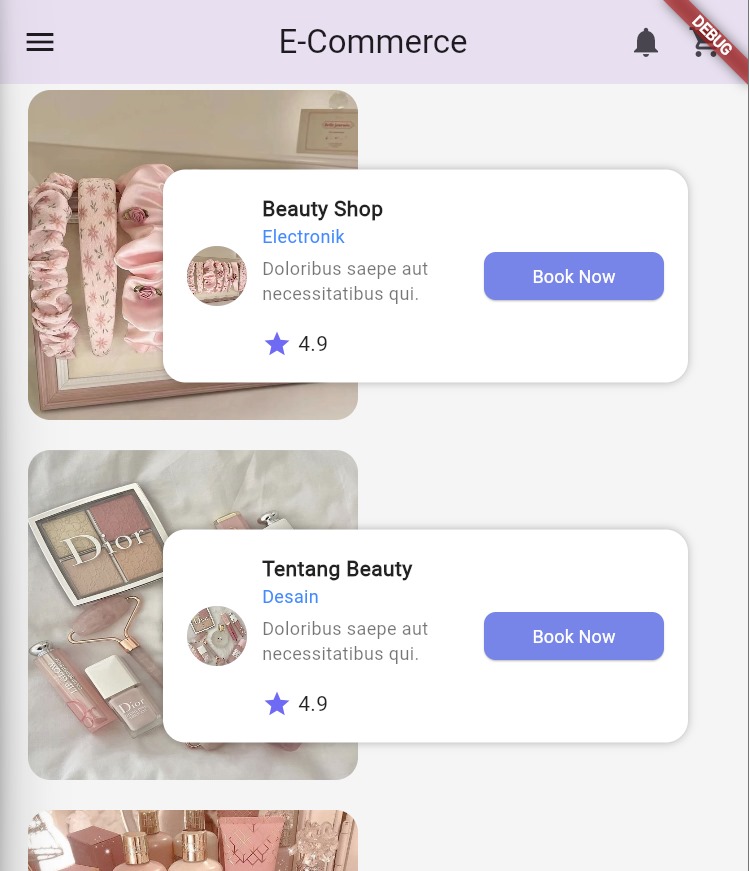 E-Commerce
DEBUG
Beauty Shop
Electronik
Doloribus saepe aut
necessitatibus qui.
Book Now
4.9
Dior
Tentang Beauty
Desain
Doloribus saepe aut
necessitatibus qui.
Book Now
4.9
Dior